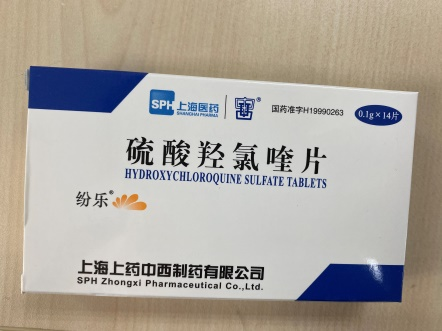 SPH 上海医药
SHANGHAI PHARMA
国药准字H19990263
0.1g×14片
硫酸羟氯喹片
HYDROXYCHLOROQUINE SULFATE TABLETS
纷乐®
上海上药中西制药有限公司
SPH Zhongxi Pharmaceutical Co.,Ltd.